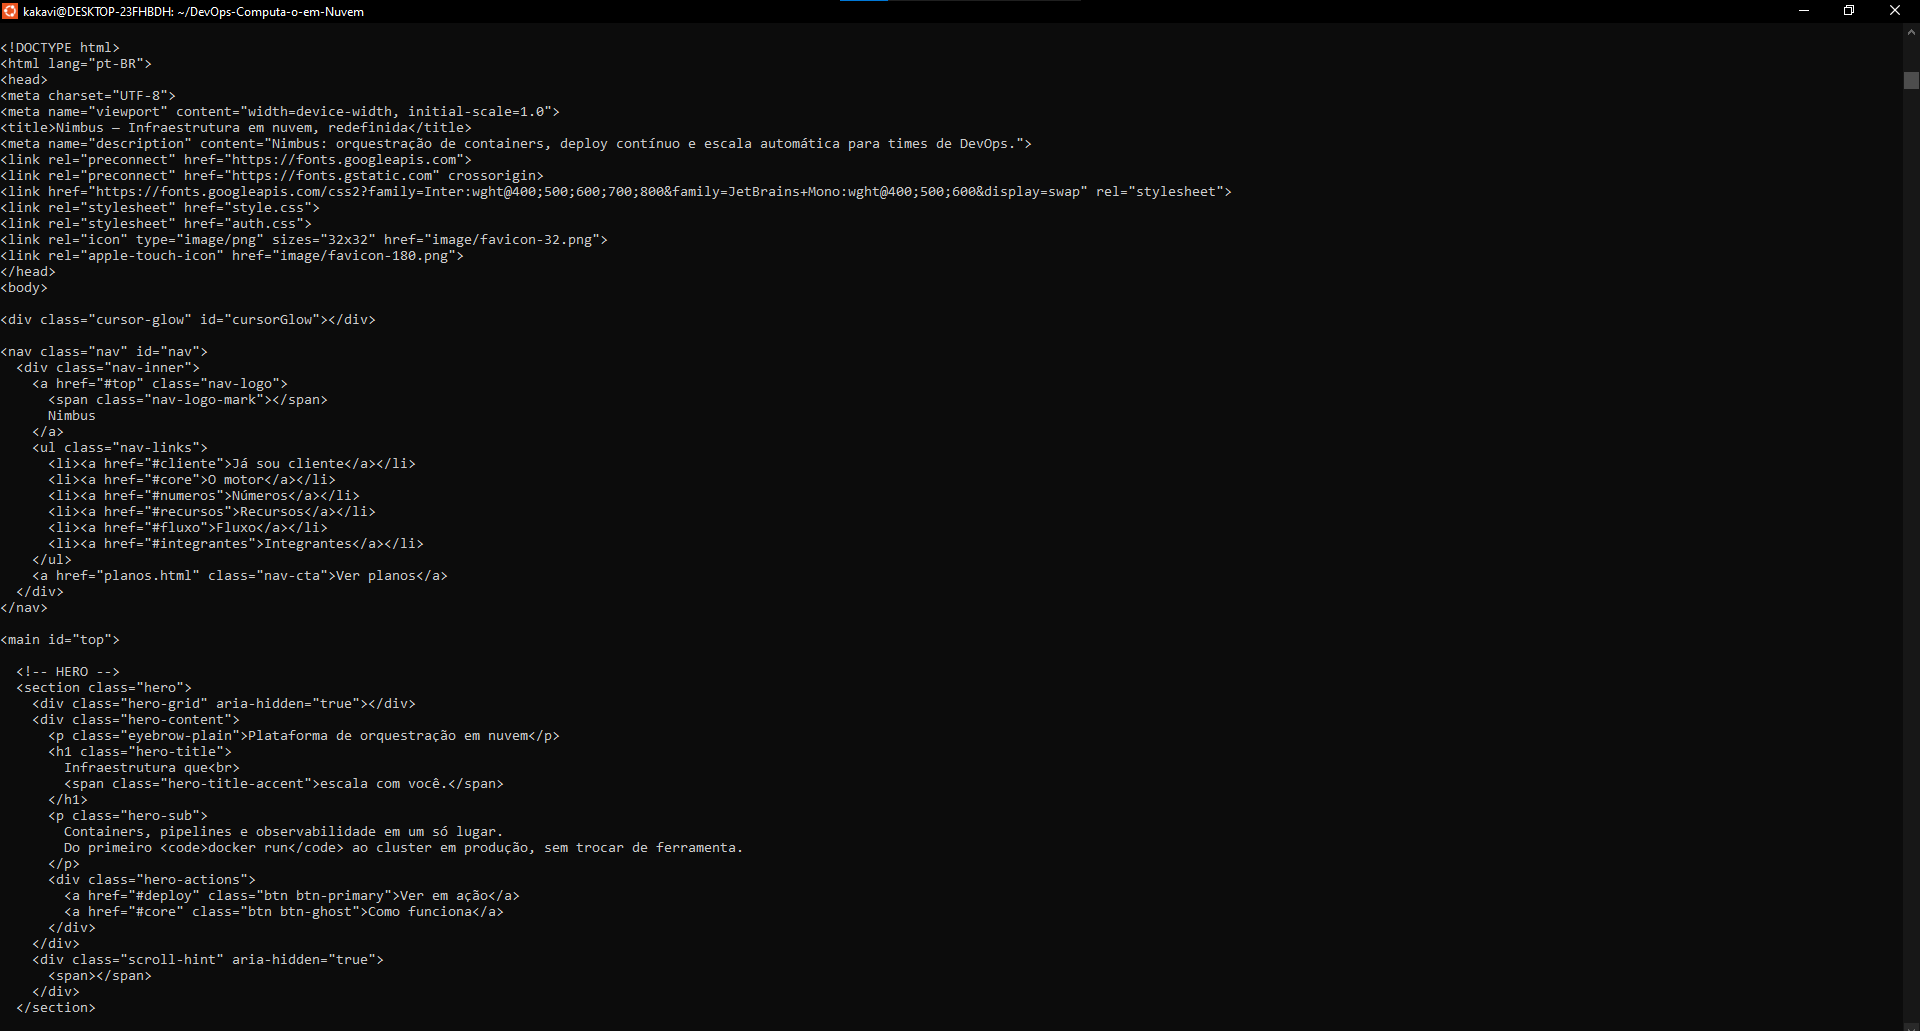 kakavi@DESKTOP-23FHBDH: ~/DevOps-Computa-o-em-Nuvem
<!DOCTYPE html>
<html lang="pt-BR">
<head>
<meta charset="UTF-8">
<meta name="viewport" content="width=device-width, initial-scale=1.0">
<title>Nimbus — Infraestrutura em nuvem, redefinida</title>
<meta name="description" content="Nimbus: orquestração de containers, deploy contínuo e escala automática para times de DevOps.">
<link rel="preconnect" href="https://fonts.googleapis.com">
<link rel="preconnect" href="https://fonts.gstatic.com" crossorigin>
<link href="https://fonts.googleapis.com/css2?family=Inter:wght@400;500;600;700;800&family=JetBrains+Mono:wght@400;500;600&display=swap" rel="stylesheet">
<link rel="stylesheet" href="style.css">
<link rel="stylesheet" href="auth.css">
<link rel="icon" type="image/png" sizes="32x32" href="image/favicon-32.png">
<link rel="apple-touch-icon" href="image/favicon-180.png">
</head>
<body>
<div class="cursor-glow" id="cursorGlow"></div>
<nav class="nav" id="nav">
  <div class="nav-inner">
    <a href="#top" class="nav-logo">
      <span class="nav-logo-mark"></span>
      Nimbus
    </a>
    <ul class="nav-links">
      <li><a href="#cliente">Já sou cliente</a></li>
      <li><a href="#core">O motor</a></li>
      <li><a href="#numeros">Números</a></li>
      <li><a href="#recursos">Recursos</a></li>
      <li><a href="#fluxo">Fluxo</a></li>
      <li><a href="#integrantes">Integrantes</a></li>
    </ul>
    <a href="planos.html" class="nav-cta">Ver planos</a>
  </div>
</nav>
<main id="top">
  <!-- HERO -->
  <section class="hero">
    <div class="hero-grid" aria-hidden="true"></div>
    <div class="hero-content">
      <p class="eyebrow-plain">Plataforma de orquestração em nuvem</p>
      <h1 class="hero-title">
        Infraestrutura que<br>
        <span class="hero-title-accent">escala com você.</span>
      </h1>
      <p class="hero-sub">
        Containers, pipelines e observabilidade em um só lugar.
        Do primeiro <code>docker run</code> ao cluster em produção, sem trocar de ferramenta.
      </p>
      <div class="hero-actions">
        <a href="#deploy" class="btn btn-primary">Ver em ação</a>
        <a href="#core" class="btn btn-ghost">Como funciona</a>
      </div>
    </div>
    <div class="scroll-hint" aria-hidden="true">
      <span></span>
    </div>
  </section>